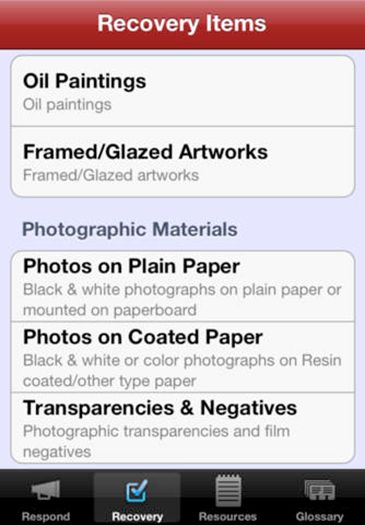 Recovery Items
Oil Paintings
Oil paintings
Framed/Glazed Artworks
Framed/Glazed artworks
Photographic Materials
Photos on Plain Paper
Black & white photographs on plain paper or
mounted on paperboard
Photos on Coated Paper
Black & white or color photographs on Resin
coated/other type paper
Transparencies & Negatives
Photographic transparencies and film
negatives
Respond
Recovery
Resources
Glossary